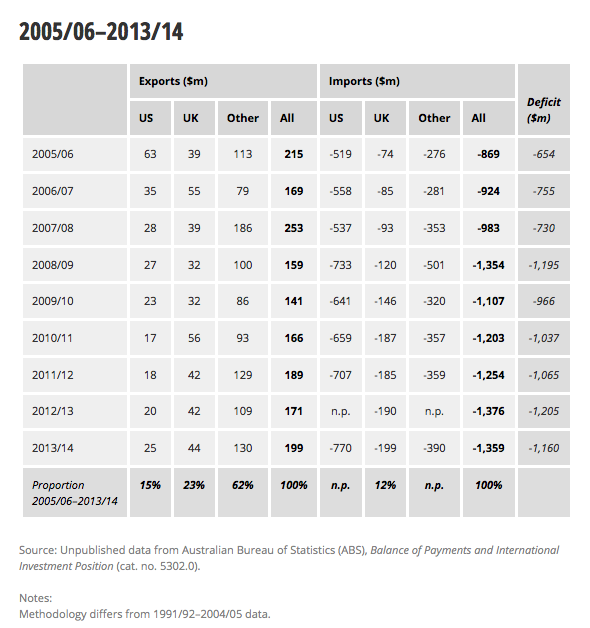 2005/06–2013/14
Exports ($m) Imports ($m) Deficit ($m)
US UK Other All US UK Other All
2005/06 63 39 113 215 -519 -74 -276 -869 -654
2006/07 35 55 79 169 -558 -85 -281 -924 -755
2007/08 28 39 186 253 -537 -93 -353 -983 -730
2008/09 27 32 100 159 -733 -120 -501 -1,354 -1,195
2009/10 23 32 86 141 -641 -146 -320 -1,107 -966
2010/11 17 56 93 166 -659 -187 -357 -1,203 -1,037
2011/12 18 42 129 189 -707 -185 -359 -1,254 -1,065
2012/13 20 42 109 171 n.p. -190 n.p. -1,376 -1,205
2013/14 25 44 130 199 -770 -199 -390 -1,359 -1,160
Proportion 15% 23% 62% 100% n.p. 12% n.p. 100%
2005/06–2013/14
Source: Unpublished data from Australian Bureau of Statistics (ABS), Balance of Payments and International
Investment Position (cat. no. 5302.0).
Notes:
Methodology differs from 1991/92–2004/05 data.